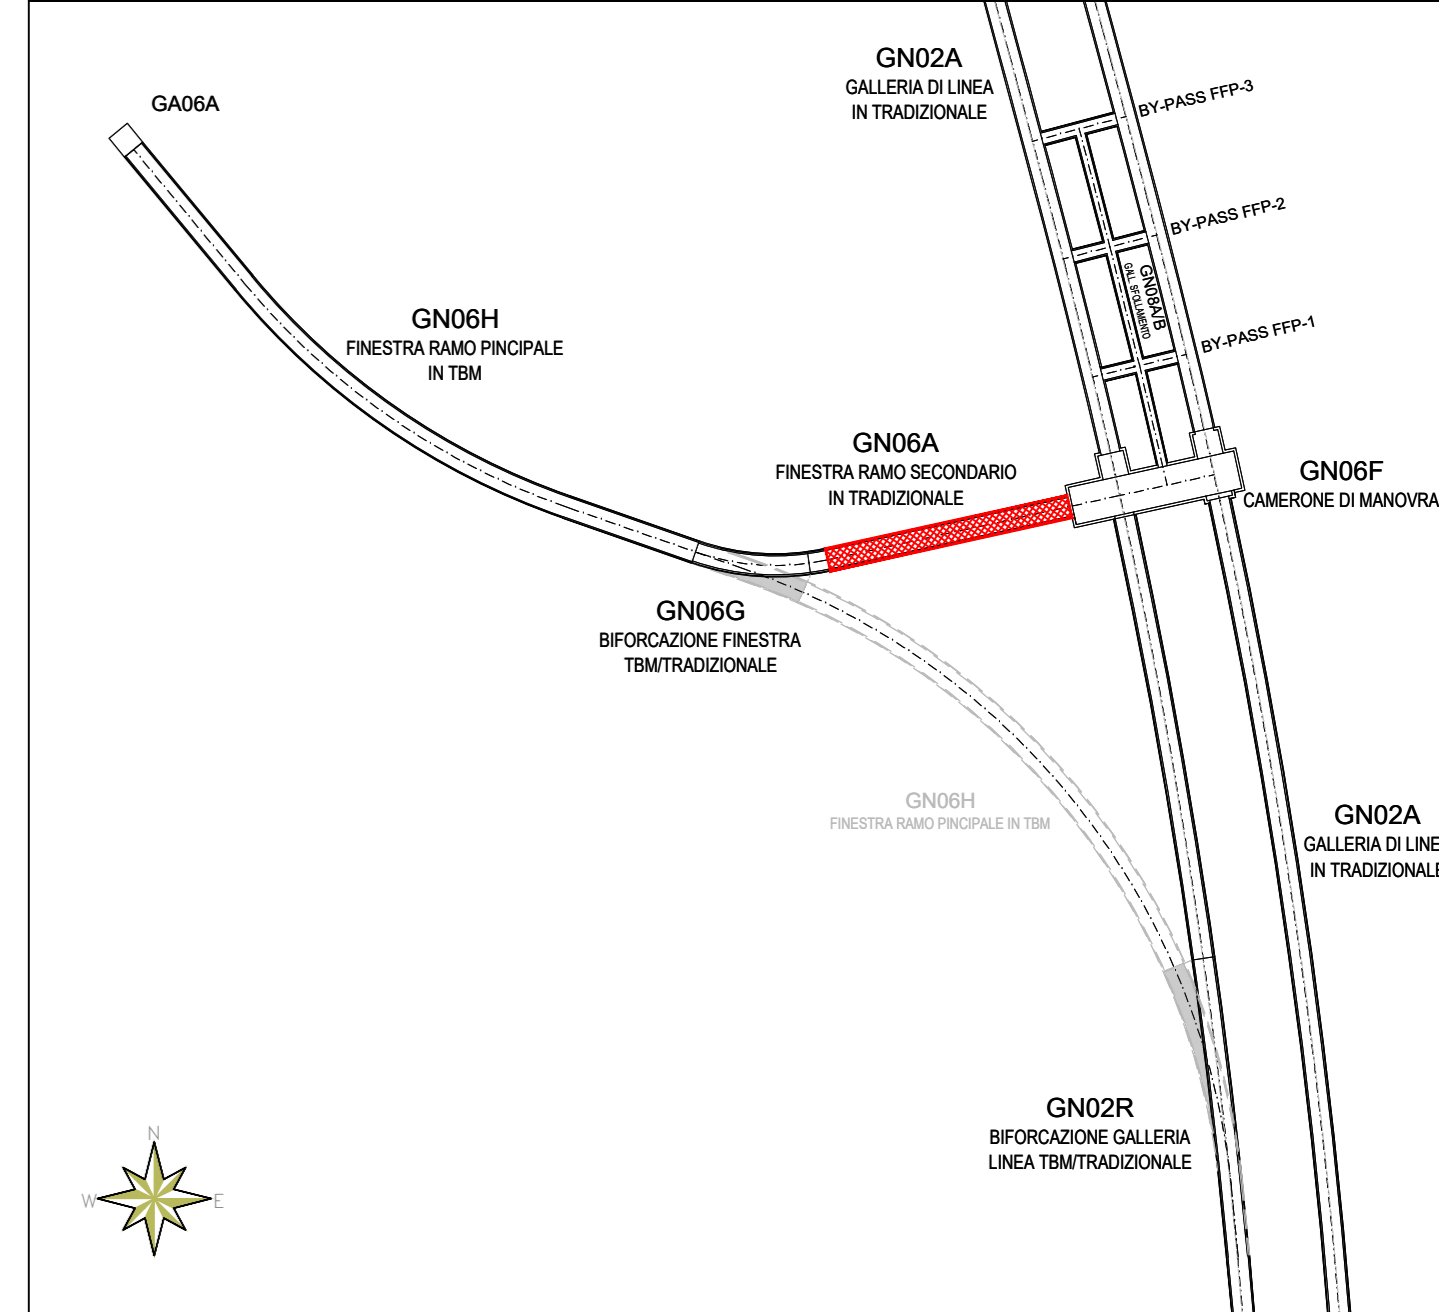 GN02A
GALLERIA DI LINEA
IN TRADIZIONALE
GA06A
BY-PASS FFP-3
BY-PASS FFP-2
GN08A/B
GALL. SFOLLAMENTO
BY-PASS FFP-1
GN06H
FINESTRA RAMO PINCIPALE
IN TBM
GN06A
FINESTRA RAMO SECONDARIO
IN TRADIZIONALE
GN06F
CAMERONE DI MANOVRA
GN06G
BIFORCAZIONE FINESTRA
TBM/TRADIZIONALE
GN06H
FINESTRA RAMO PINCIPALE IN TBM
GN02A
GALLERIA DI LINE
IN TRADIZIONALE
GN02R
BIFORCAZIONE GALLERIA
LINEA TBM/TRADIZIONALE
N
W
E